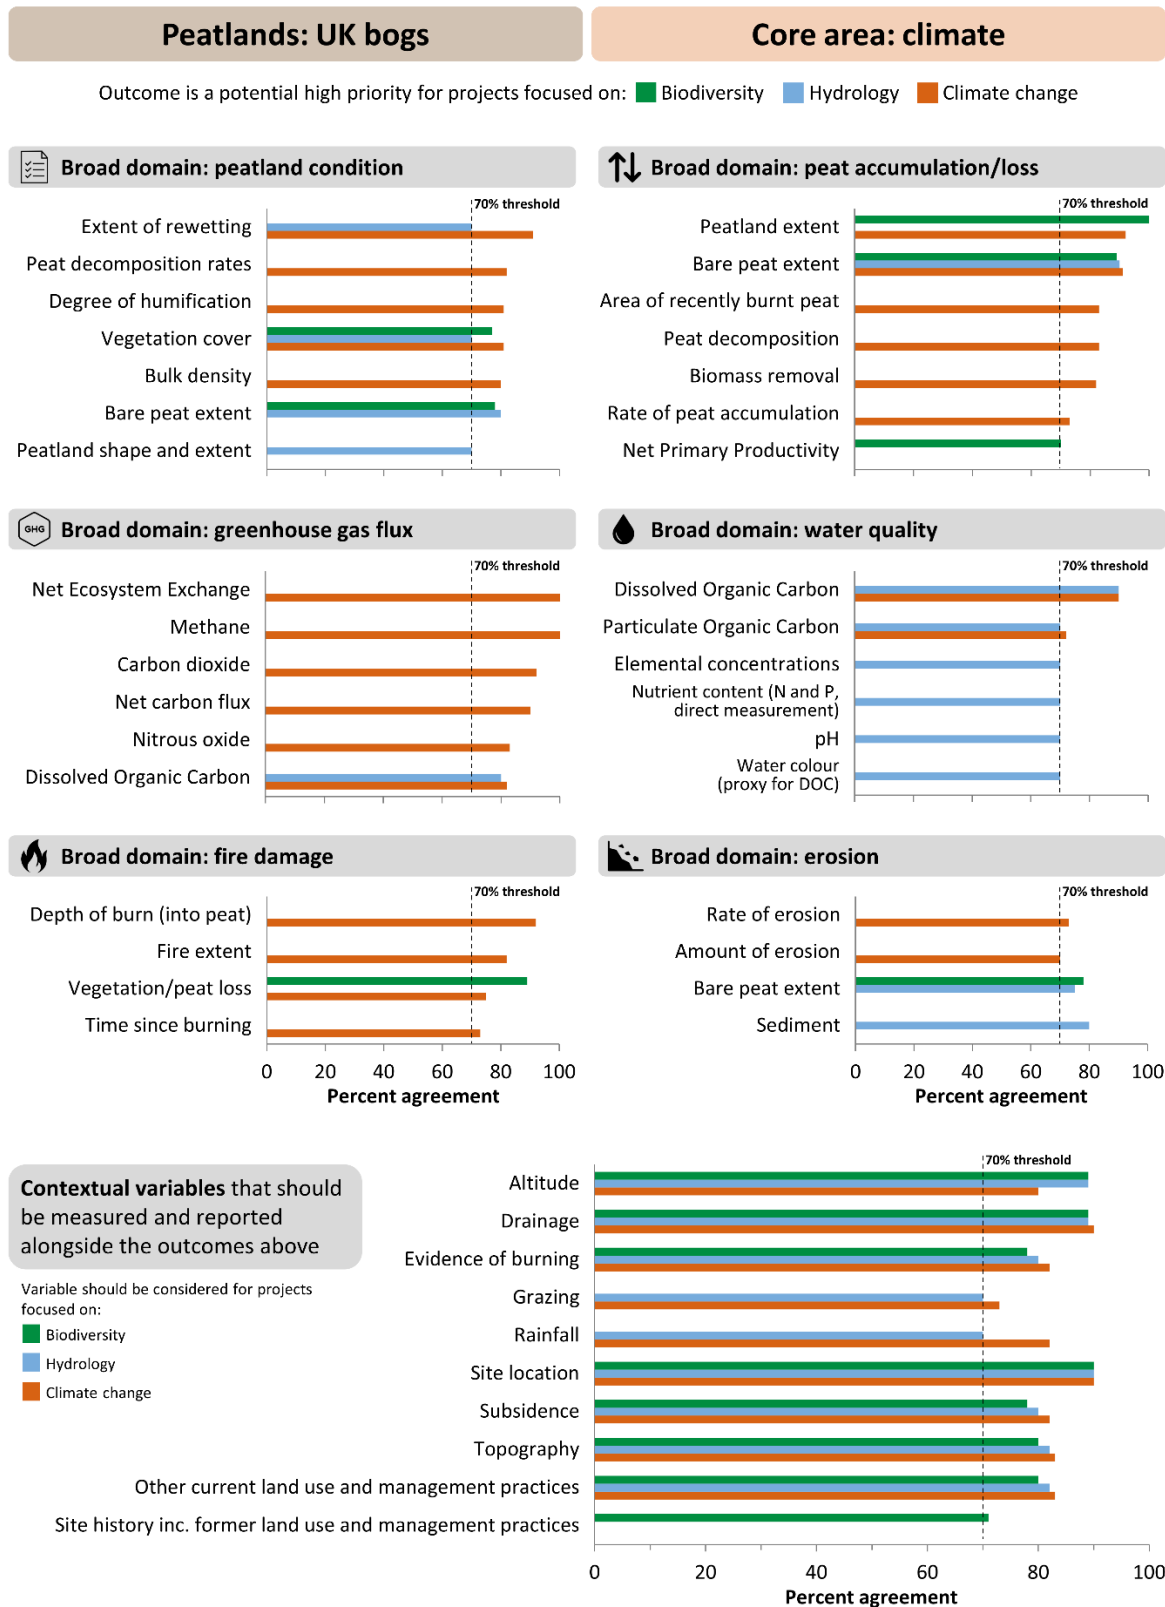 Peatlands: UK bogs
Core area: climate
Outcome is a potential high priority for projects focused on: Biodiversity Hydrology Climate change
Broad domain: peatland condition
70% threshold
Extent of rewetting
Peat decomposition rates
Degree of humification
Vegetation cover
Bulk density
Bare peat extent
Peatland shape and extent
Broad domain: peat accumulation/loss
70% threshold
Peatland extent
Bare peat extent
Area of recently burnt peat
Peat decomposition
Biomass removal
Rate of peat accumulation
Net Primary Productivity
GHG
Broad domain: greenhouse gas flux
70% threshold
Net Ecosystem Exchange
Methane
Carbon dioxide
Net carbon flux
Nitrous oxide
Dissolved Organic Carbon
Broad domain: water quality
70% threshold
Dissolved Organic Carbon
Particulate Organic Carbon
Elemental concentrations
Nutrient content (N and P,
direct measurement)
pH
Water colour
(proxy for DOC)
Broad domain: fire damage
70% threshold
Depth of burn (into peat)
Fire extent
Vegetation/peat loss
Time since burning
0 20 40 60 80 100
Percent agreement
Broad domain: erosion
70% threshold
Rate of erosion
Amount of erosion
Bare peat extent
Sediment
0 20 40 60 80 100
Percent agreement
Contextual variables that should
be measured and reported
alongside the outcomes above
Variable should be considered for projects
focused on:
Biodiversity
Hydrology
Climate change
70% threshold
Altitude
Drainage
Evidence of burning
Grazing
Rainfall
Site location
Subsidence
Topography
Other current land use and management practices
Site history inc. former land use and management practices
0 20 40 60 80 100
Percent agreement